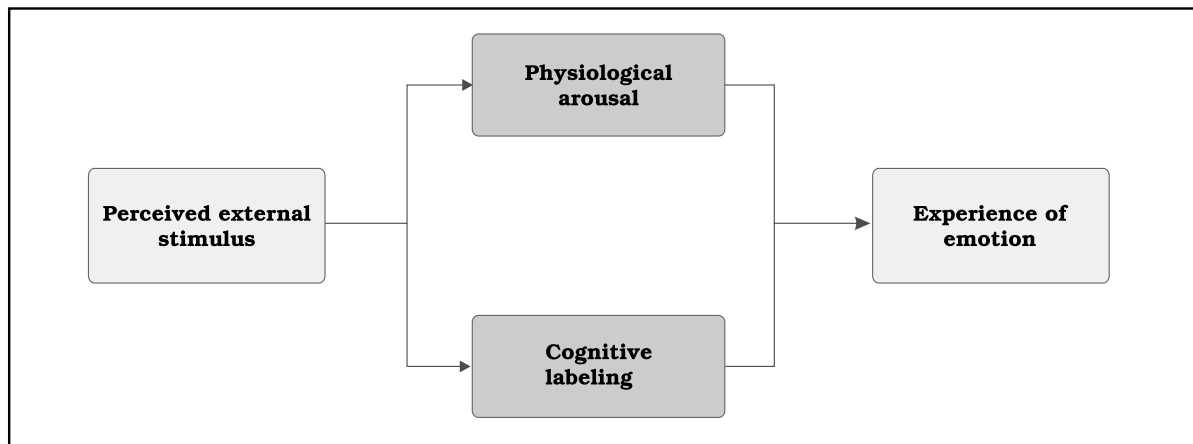 Physiological
arousal
Perceived external
stimulus
Experience of
emotion
Cognitive
labeling